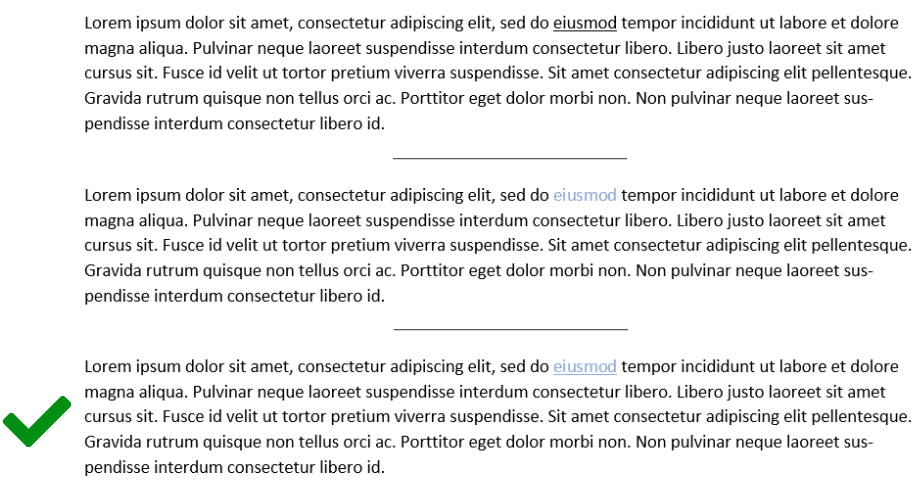 Lorem ipsum dolor sit amet, consectetur adipiscing elit, sed do eiusmod tempor incididunt ut labore et dolore
magna aliqua. Pulvinar neque laoreet suspendisse interdum consectetur libero. Libero justo laoreet sit amet
cursus sit. Fusce id velit ut tortor pretium viverra suspendisse. Sit amet consectetur adipiscing elit pellentesque.
Gravida rutrum quisque non tellus orci ac. Porttitor eget dolor morbi non. Non pulvinar neque laoreet sus-
pendisse interdum consectetur libero id.
Lorem ipsum dolor sit amet, consectetur adipiscing elit, sed do eiusmod tempor incididunt ut labore et dolore
magna aliqua. Pulvinar neque laoreet suspendisse interdum consectetur libero. Libero justo laoreet sit amet
cursus sit. Fusce id velit ut tortor pretium viverra suspendisse. Sit amet consectetur adipiscing elit pellentesque.
Gravida rutrum quisque non tellus orci ac. Porttitor eget dolor morbi non. Non pulvinar neque laoreet sus-
pendisse interdum consectetur libero id.
Lorem ipsum dolor sit amet, consectetur adipiscing elit, sed do eiusmod tempor incididunt ut labore et dolore
magna aliqua. Pulvinar neque laoreet suspendisse interdum consectetur libero. Libero justo laoreet sit amet
cursus sit. Fusce id velit ut tortor pretium viverra suspendisse. Sit amet consectetur adipiscing elit pellentesque.
Gravida rutrum quisque non tellus orci ac. Porttitor eget dolor morbi non. Non pulvinar neque laoreet sus-
pendisse interdum consectetur libero id.